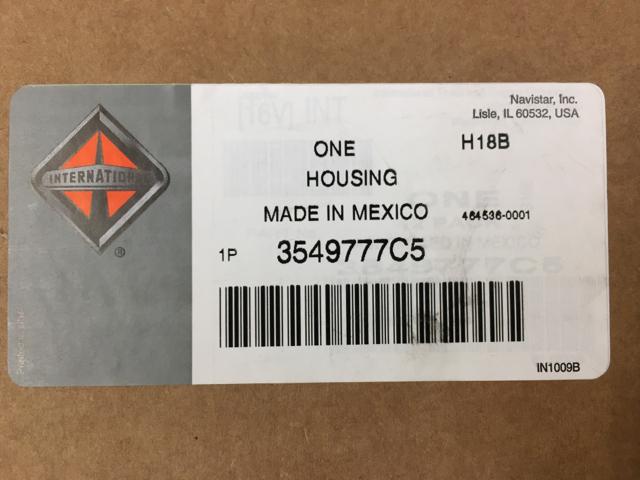 Navistar, Inc.
Lisle, IL 60532, USA
ONE
H18B
HOUSING
MADE IN MEXICO
464536-0001
1P
3549777C5
INTERNATIONAL
®
IN1009B